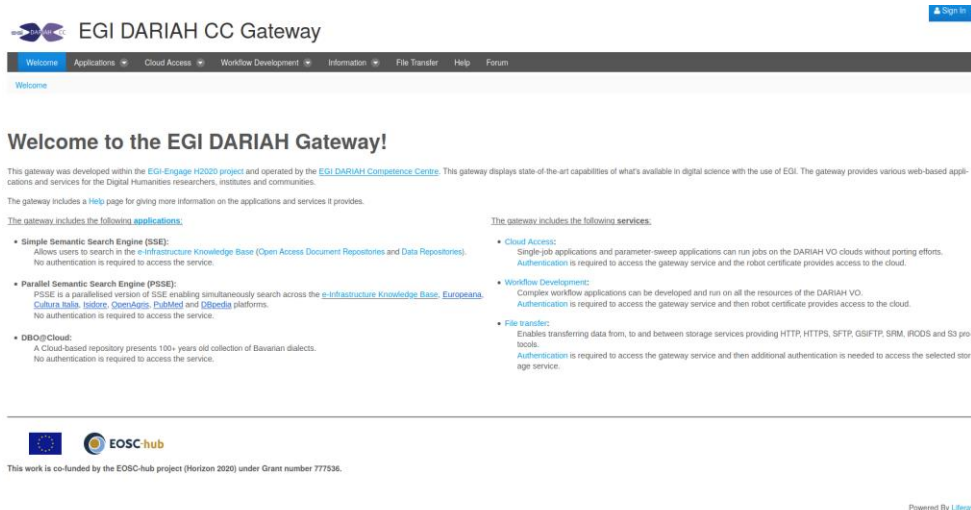 Sign In
DARIAH
EGI DARIAH CC Gateway
Welcome Applications Cloud Access Workflow Development Information File Transfer Help Forum
Welcome
Welcome to the EGI DARIAH Gateway!
This gateway was developed within the EGI-Engage H2020 project and operated by the EGI DARIAH Competence Centre. This gateway displays state-of-the-art capabilities of what's available in digital science with the use of EGI. The gateway provides various web-based appli-
cations and services for the Digital Humanities researchers, institutes and communities.
The gateway includes a Help page for giving more information on the applications and services it provides.
The gateway includes the following applications:
• Simple Semantic Search Engine (SSE):
Allows users to search in the e-Infrastructure Knowledge Base (Open Access Document Repositories and Data Repositories).
No authentication is required to access the service.
• Parallel Semantic Search Engine (PSSE):
PSSE is a parallelised version of SSE enabling simultaneously search across the e-Infrastructure Knowledge Base, Europeana,
Cultura Italia, Isidore, OpenAgris, PubMed and DBpedia platforms.
No authentication is required to access the service.
• DBO@Cloud:
A Cloud-based repository presents 100+ years old collection of Bavarian dialects.
No authentication is required to access the service.
The gateway includes the following services:
• Cloud Access:
Single-job applications and parameter-sweep applications can run jobs on the DARIAH VO clouds without porting efforts.
Authentication is required to access the gateway service and the robot certificate provides access to the cloud.
• Workflow Development:
Complex workflow applications can be developed and run on all the resources of the DARIAH VO.
Authentication is required to access the gateway service and then robot certificate provides access to the cloud.
• File transfer:
Enables transferring data from, to and between storage services providing HTTP, HTTPS, SFTP, GSIFTP, SRM, iRODS and S3 pro-
tocols.
Authentication is required to access the gateway service and then additional authentication is needed to access the selected stor-
age service.
EOSC-hub
This work is co-funded by the EOSC-hub project (Horizon 2020) under Grant number 777536.
Powered By Liferay